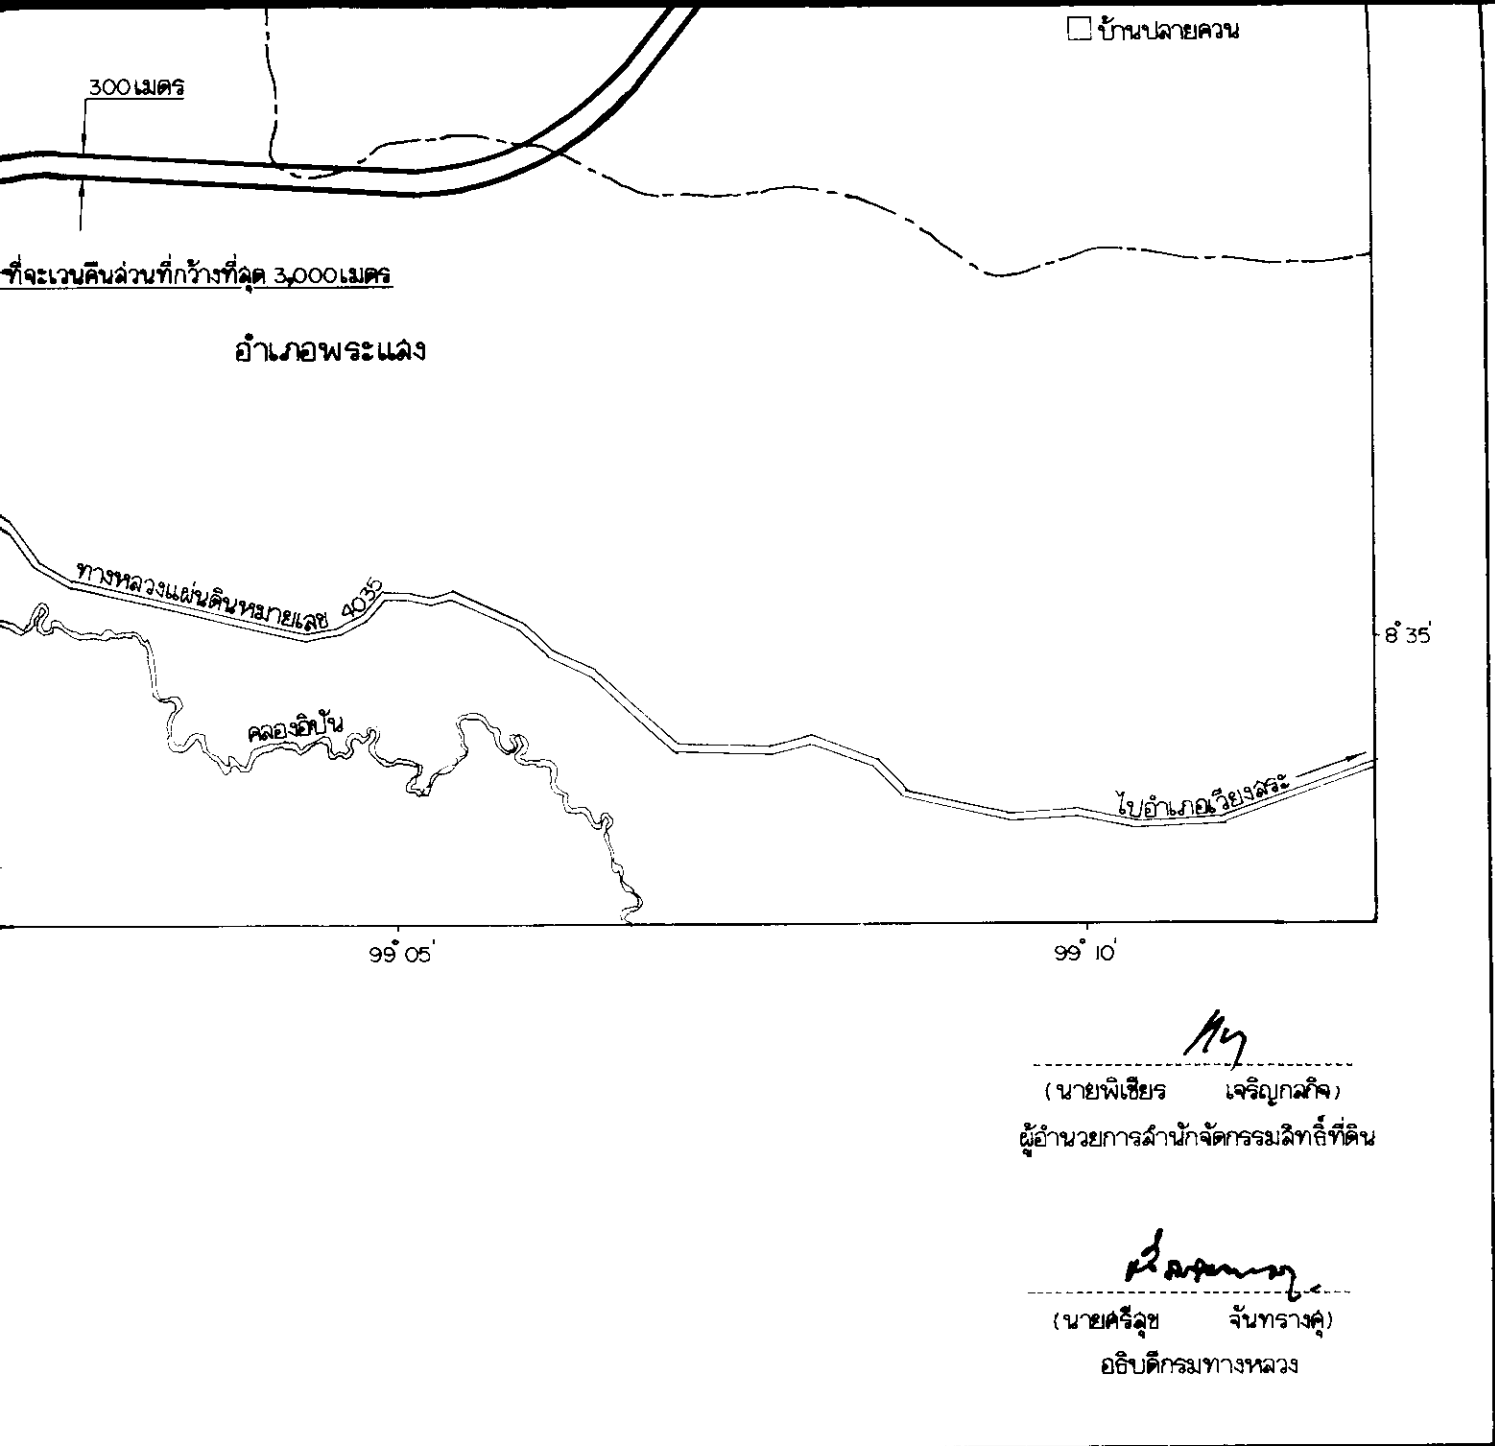 บ้านปลายควน
300 เมตร
ที่จะเวนคืนส่วนที่กว้างที่สุด 3,000 เมตร
อำเภอพระแสง
ทางหลวงแผ่นดินหมายเลข 4035
8° 35'
คลองอิปัน
ไปอำเภอเวียงสระ
99° 05'
99° 10'
(นายพิเชียร เจริญกลกิจ)
ผู้อำนวยการสำนักจัดกรรมสิทธิ์ที่ดิน
(นายศรีสุข จันทรางศุ)
อธิบดีกรมทางหลวง